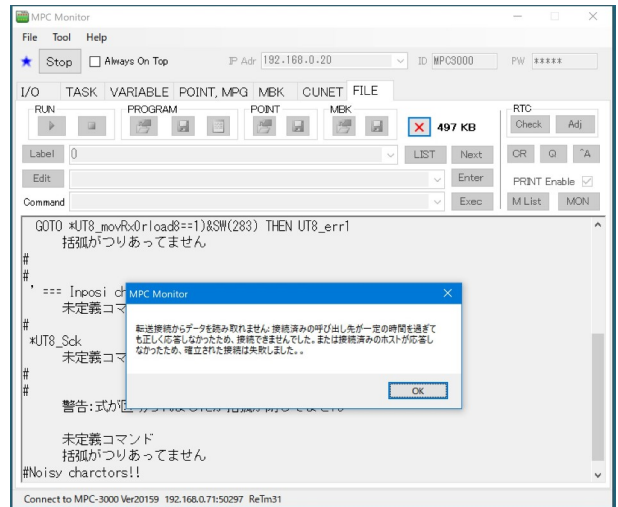 MPC Monitor
File Tool Help
Stop Always On Top IP Adr 192.168.0.20 ID MPC3000 PW *****
I/O TASK VARIABLE POINT, MPG MBK CUNET FILE
RUN PROGRAM POINT MBK RTC
497 KB Check Adj
Label 0 LIST Next CR Q ^A
Edit Enter PRINT Enable
Command Exec M List MON
GOTO *UT8_movRx0rload8==1)&SW(283) THEN UT8_err1
括弧がつりあってません
#
#
' === Inposi
MPC Monitor
未定義コマ
転送接続からデータを読み取れません: 接続済みの呼び出し先が一定の時間を過ぎて
も正しく応答しなかったため、接続できませんでした。または接続済みのホストが応答し
なかったため、確立された接続は失敗しました。。
#
*UT8_Sck
未定義コマ
#
#
OK
警告:式が
未定義コマンド
括弧がつりあってません
#Noisy charctors!!
Connect to MPC-3000 Ver20159 192.168.0.71:50297 ReTm31